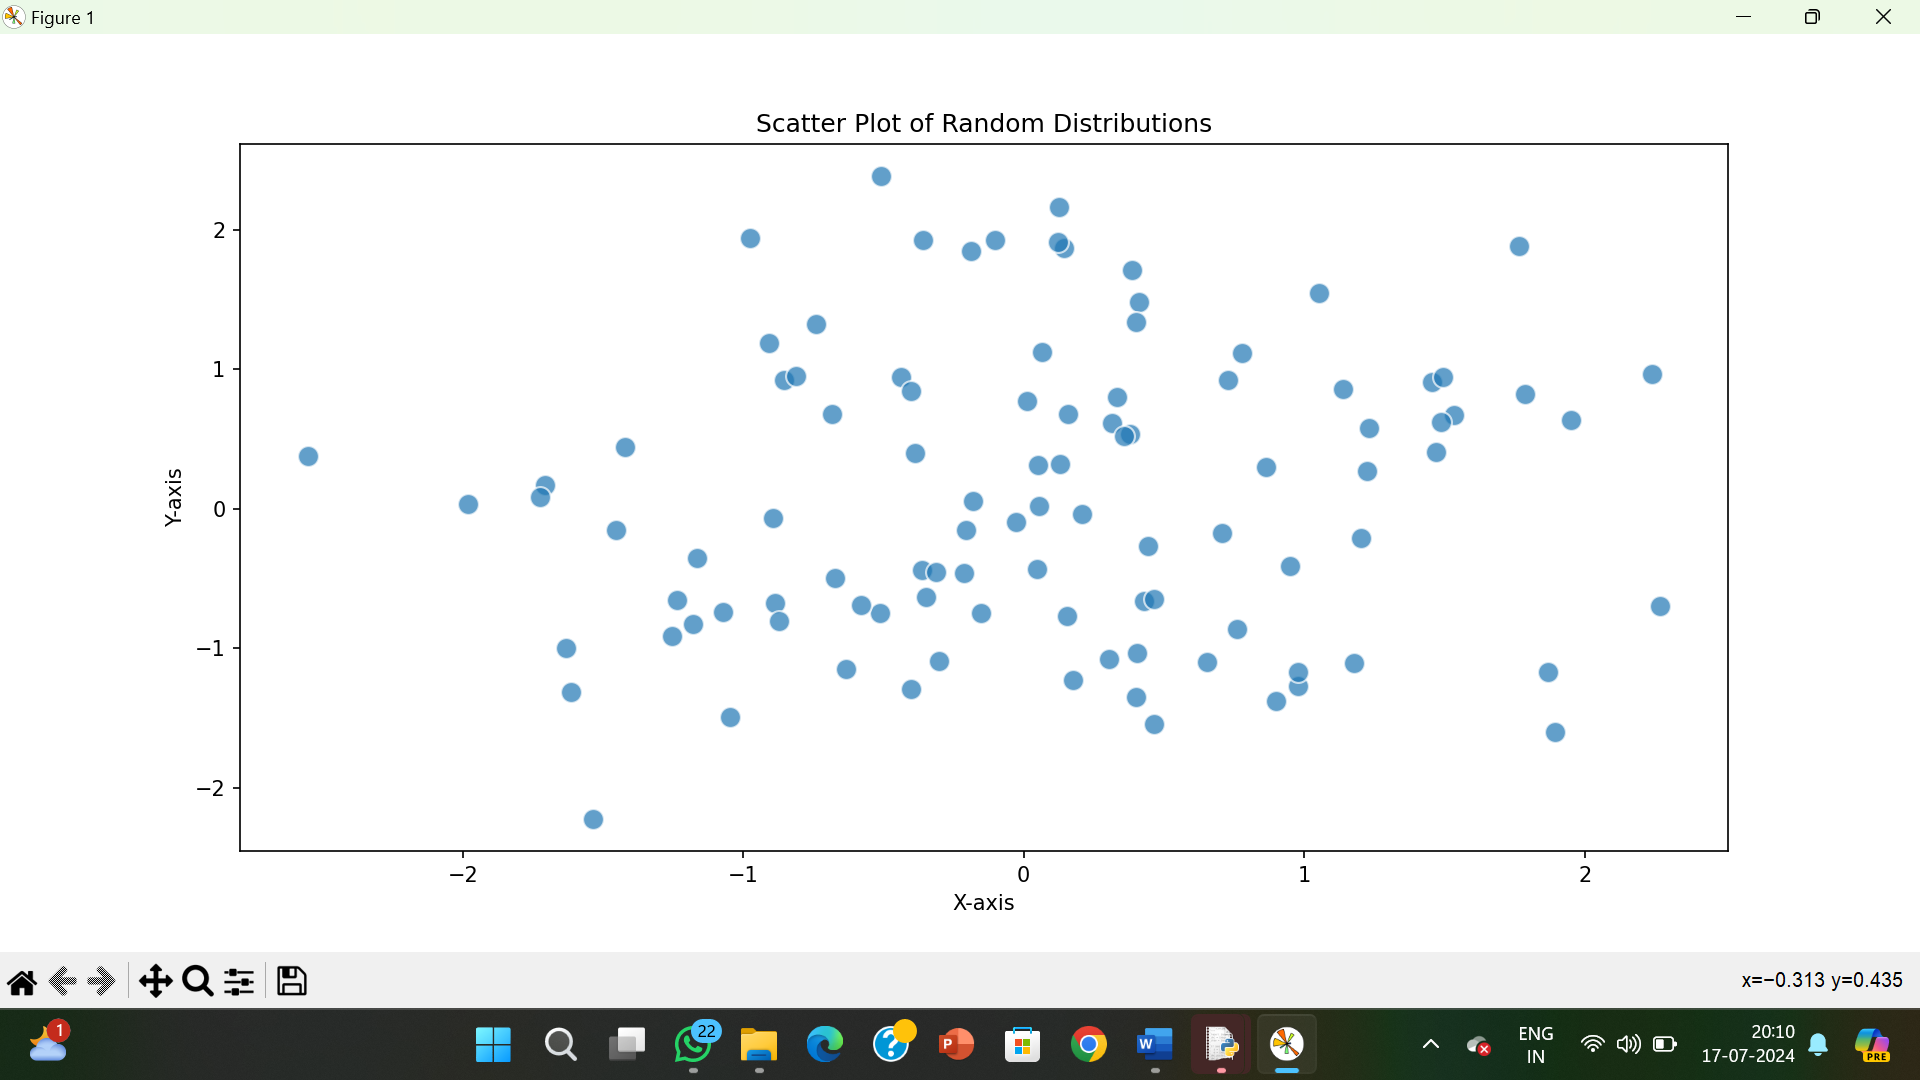 Figure 1
Scatter Plot of Random Distributions
2
1
0
−1
−2
Y-axis
−2 −1 0 1 2
X-axis
x=−0.313 y=0.435
1
22
?
P
W
PRE
ENG
IN
20:10
17-07-2024